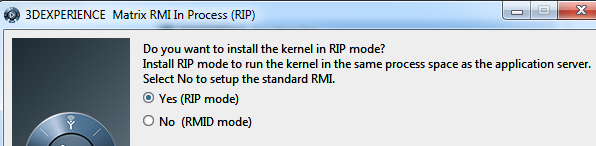 3DEXPERIENCE Matrix RMI In Process (RIP)
Do you want to install the kernel in RIP mode?
Install RIP mode to run the kernel in the same process space as the application server.
Select No to setup the standard RMI.
Yes (RIP mode)
No (RMID mode)